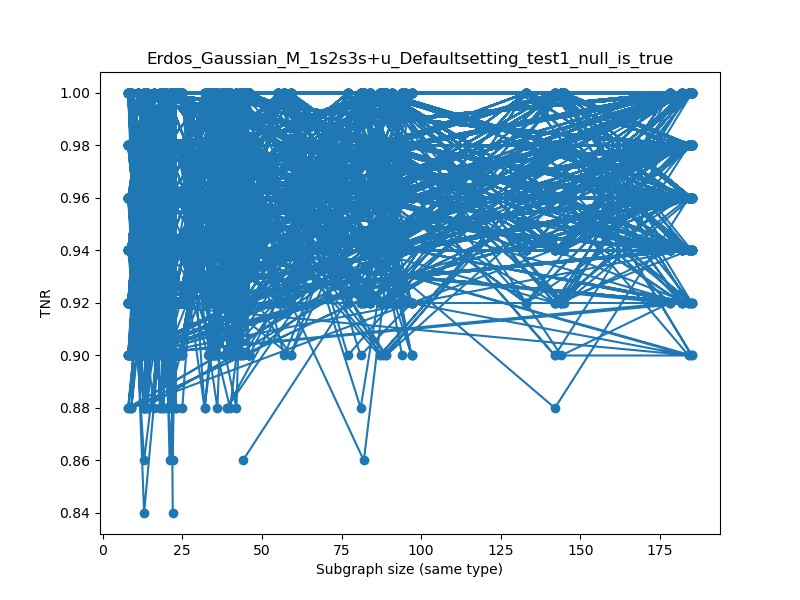 Erdos_Gaussian_M_1s2s3s+u_Defaultsetting_test1_null_is_true
1.00
0.98
0.96
0.94
0.92
0.90
0.88
0.86
0.84
TNR
0 25 50 75 100 125 150 175
Subgraph size (same type)